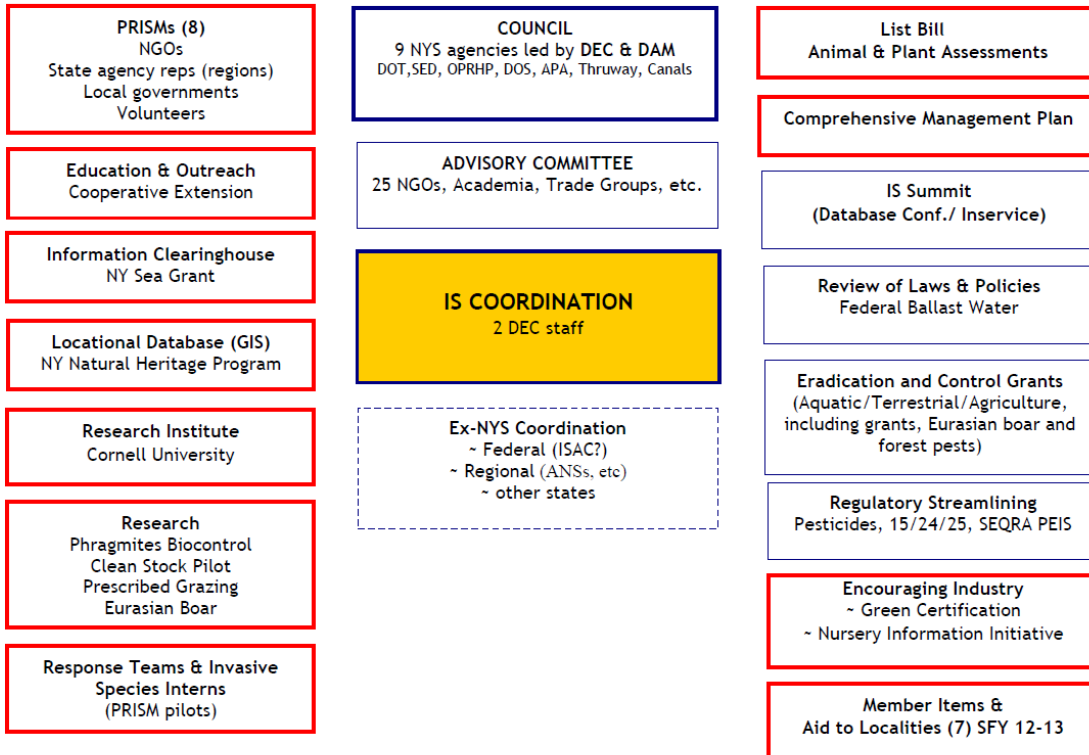 PRISMs (8)
NGOs
State agency reps (regions)
Local governments
Volunteers
Education & Outreach
Cooperative Extension
Information Clearinghouse
NY Sea Grant
Locational Database (GIS)
NY Natural Heritage Program
Research Institute
Cornell University
Research
Phragmites Biocontrol
Clean Stock Pilot
Prescribed Grazing
Eurasian Boar
Response Teams & Invasive
Species Interns
(PRISM pilots)
COUNCIL
9 NYS agencies led by DEC & DAM
DOT,SED, OPRHP, DOS, APA, Thruway, Canals
ADVISORY COMMITTEE
25 NGOs, Academia, Trade Groups, etc.
IS COORDINATION
2 DEC staff
Ex-NYS Coordination
~ Federal (ISAC?)
~ Regional (ANSs, etc)
~ other states
List Bill
Animal & Plant Assessments
Comprehensive Management Plan
IS Summit
(Database Conf./ Inservice)
Review of Laws & Policies
Federal Ballast Water
Eradication and Control Grants
(Aquatic/Terrestrial/Agriculture,
including grants, Eurasian boar and
forest pests)
Regulatory Streamlining
Pesticides, 15/24/25, SEQRA PEIS
Encouraging Industry
~ Green Certification
~ Nursery Information Initiative
Member Items &
Aid to Localities (7) SFY 12-13